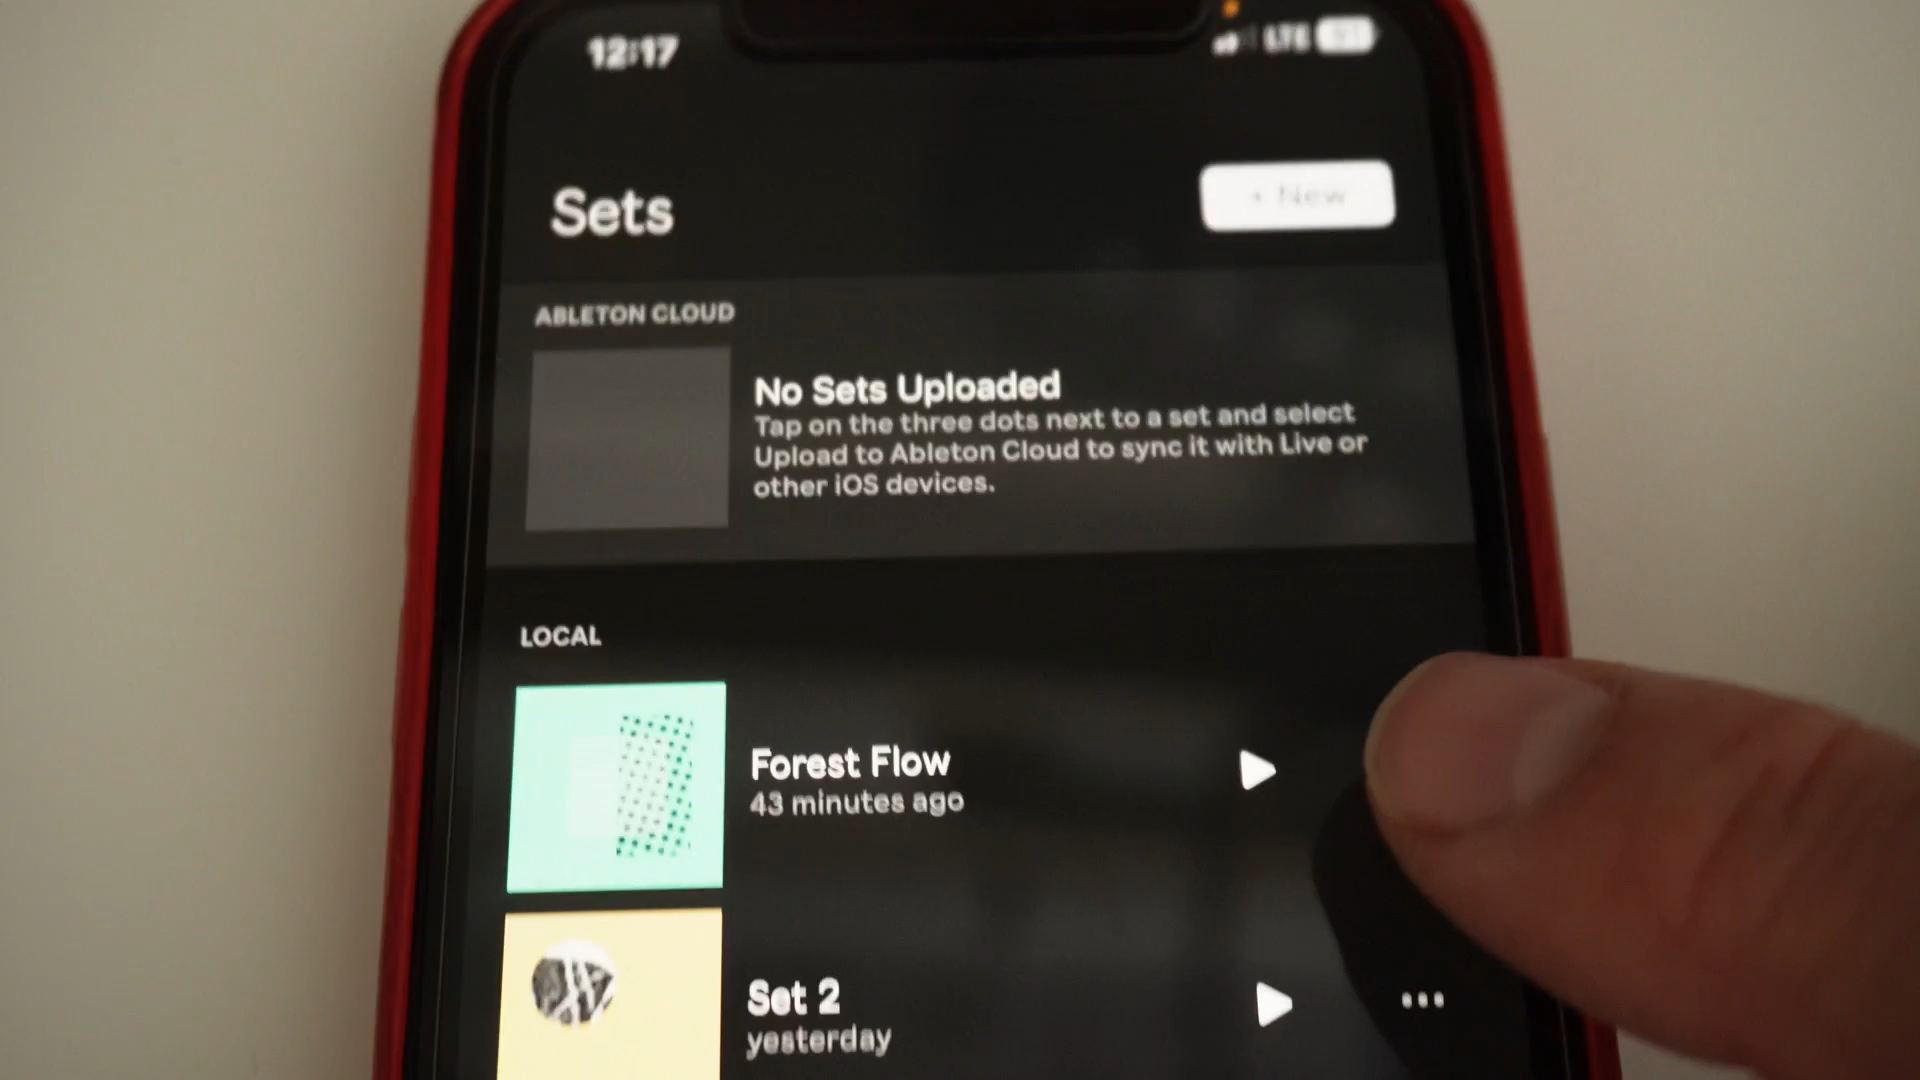 12:17
LTE
Sets
+ New
ABLETON CLOUD
No Sets Uploaded
Tap on the three dots next to a set and select
Upload to Ableton Cloud to sync it with Live or
other iOS devices.
LOCAL
Forest Flow
43 minutes ago
Set 2
yesterday